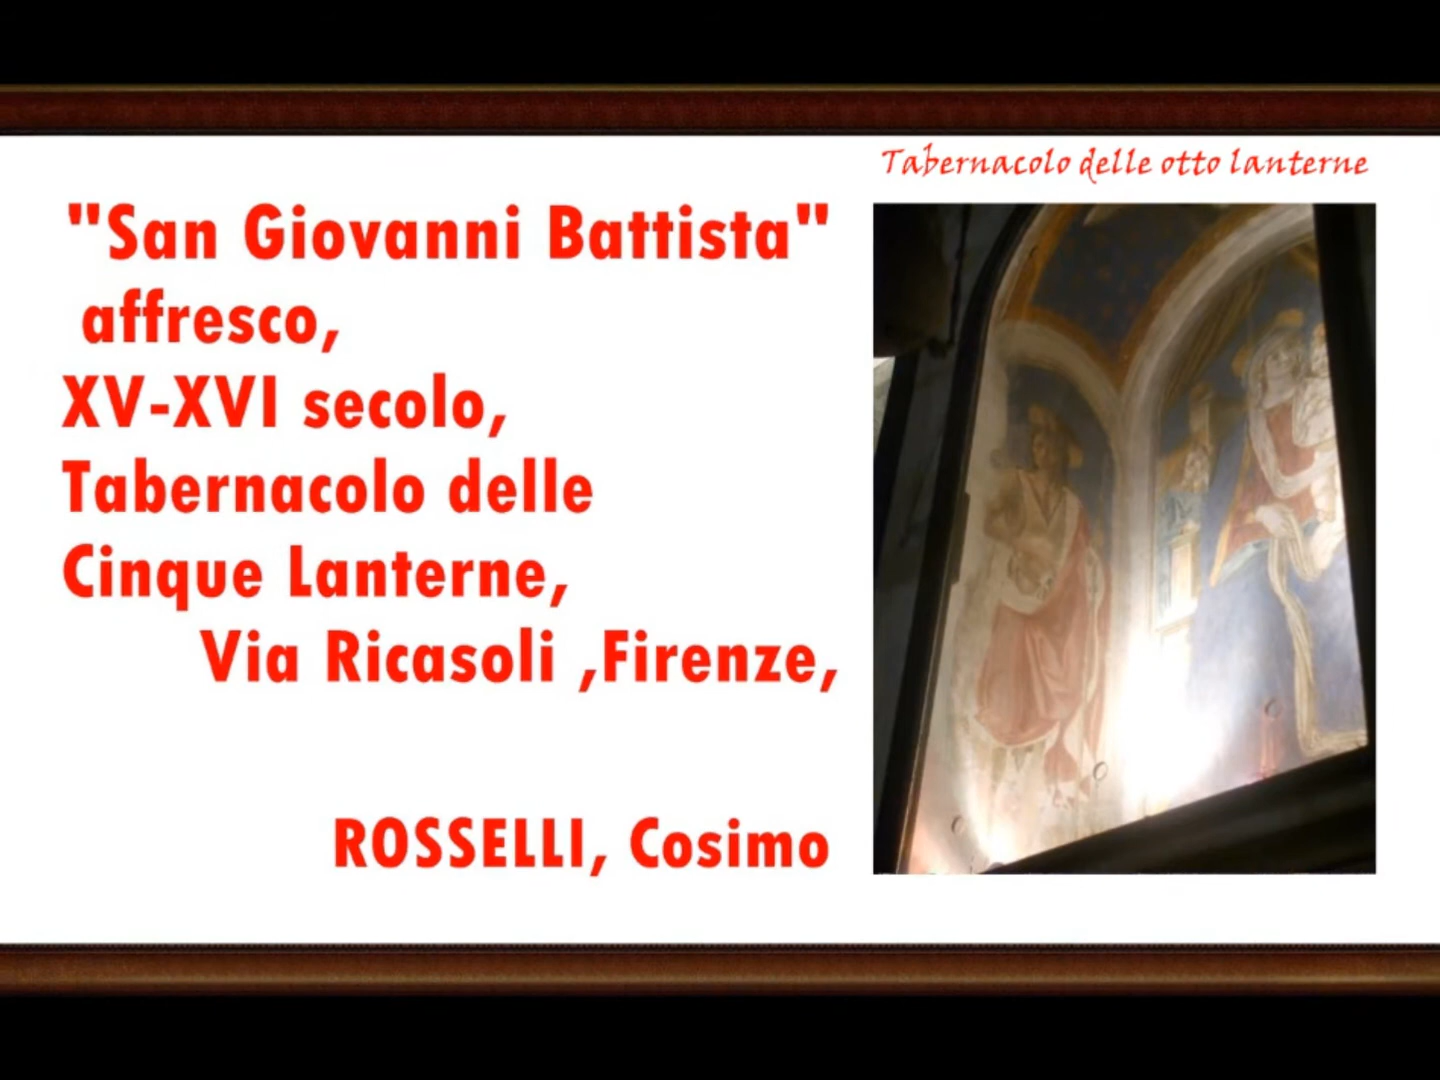 Tabernacolo delle otto lanterne
"San Giovanni Battista"
affresco,
XV-XVI secolo,
Tabernacolo delle
Cinque Lanterne,
Via Ricasoli ,Firenze,
ROSSELLI, Cosimo